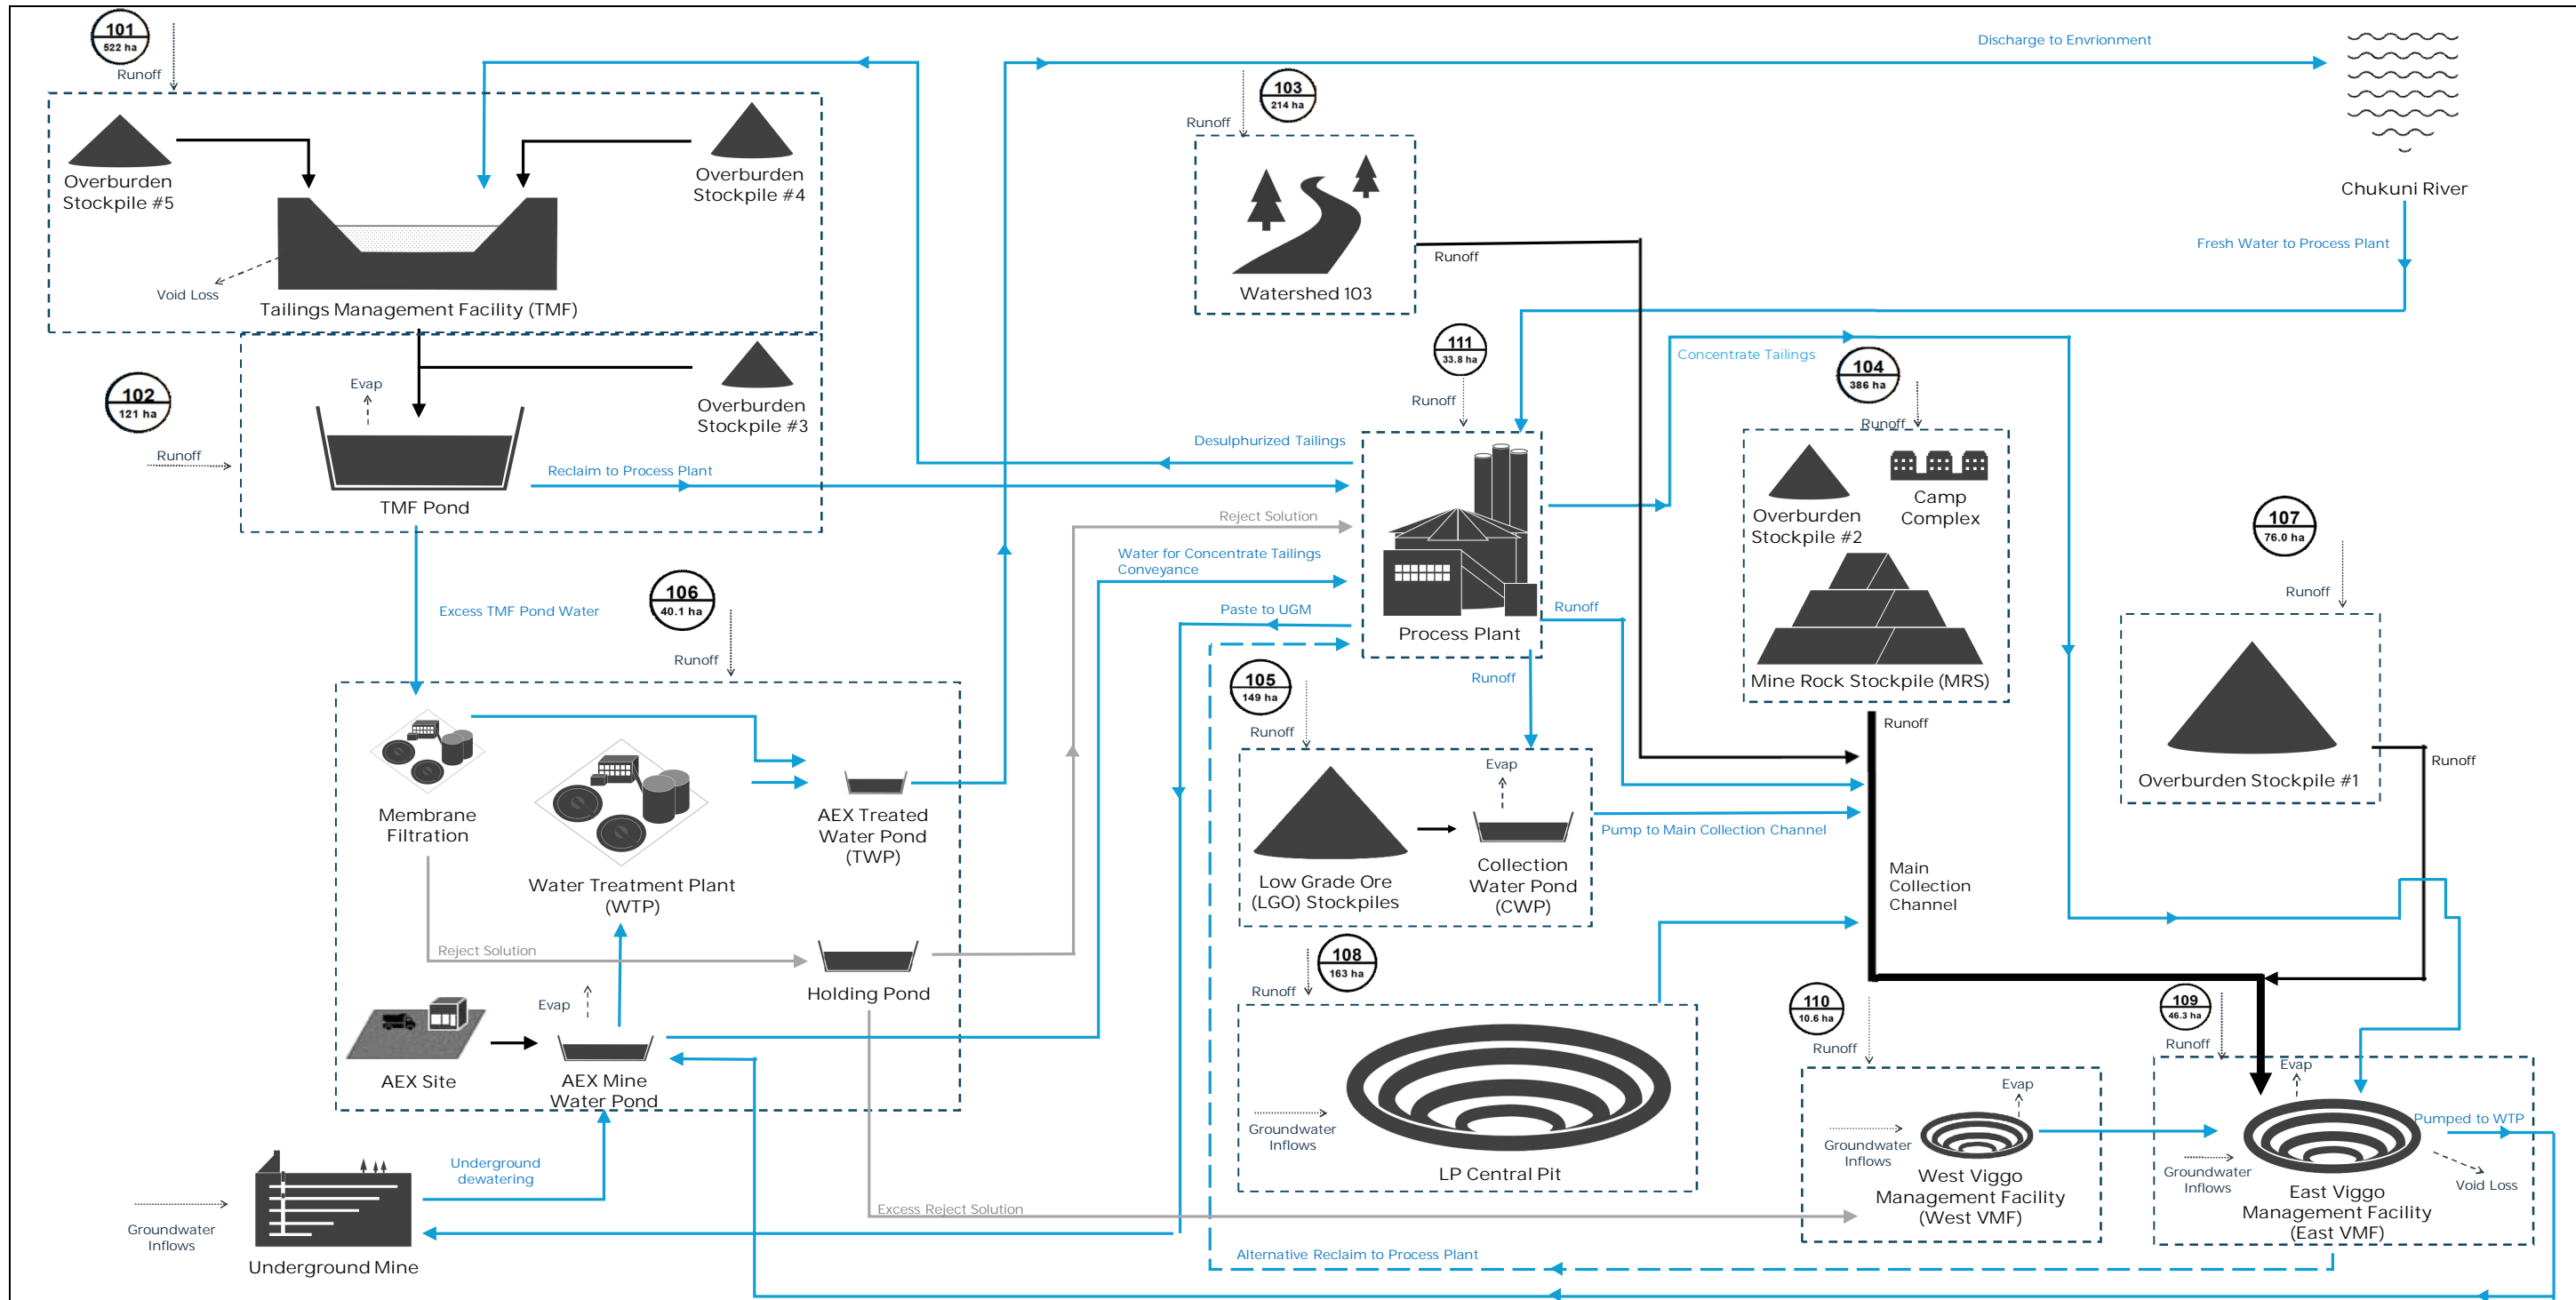 101
522 ha
Runoff
Overburden
Stockpile #5
Overburden
Stockpile #4
Void Loss
Tailings Management Facility (TMF)
102
121 ha
Runoff
Evap
TMF Pond
Overburden
Stockpile #3
Reclaim to Process Plant
Excess TMF Pond Water
Discharge to Envrionment
Chukuni River
Fresh Water to Process Plant
103
214 ha
Runoff
Watershed 103
Runoff
111
33.8 ha
Runoff
Desulphurized Tailings
Reject Solution
Water for Concentrate Tailings
Conveyance
Paste to UGM
Process Plant
Runoff
Runoff
Concentrate Tailings
104
386 ha
Runoff
Overburden
Stockpile #2
Camp
Complex
Mine Rock Stockpile (MRS)
Runoff
107
76.0 ha
Runoff
Overburden Stockpile #1
Runoff
106
40.1 ha
Runoff
Membrane
Filtration
Water Treatment Plant
(WTP)
AEX Treated
Water Pond
(TWP)
Reject Solution
Holding Pond
Evap
AEX Site
AEX Mine
Water Pond
105
149 ha
Runoff
Low Grade Ore
(LGO) Stockpiles
Evap
Collection
Water Pond
(CWP)
Pump to Main Collection Channel
Main
Collection
Channel
108
163 ha
Runoff
Groundwater
Inflows
LP Central Pit
110
10.6 ha
Runoff
Evap
Groundwater
Inflows
West Viggo
Management Facility
(West VMF)
109
46.3 ha
Runoff
Evap
Pumped to WTP
Groundwater
Inflows
Void Loss
East Viggo
Management Facility
(East VMF)
Underground
dewatering
Groundwater
Inflows
Underground Mine
Excess Reject Solution
Alternative Reclaim to Process Plant